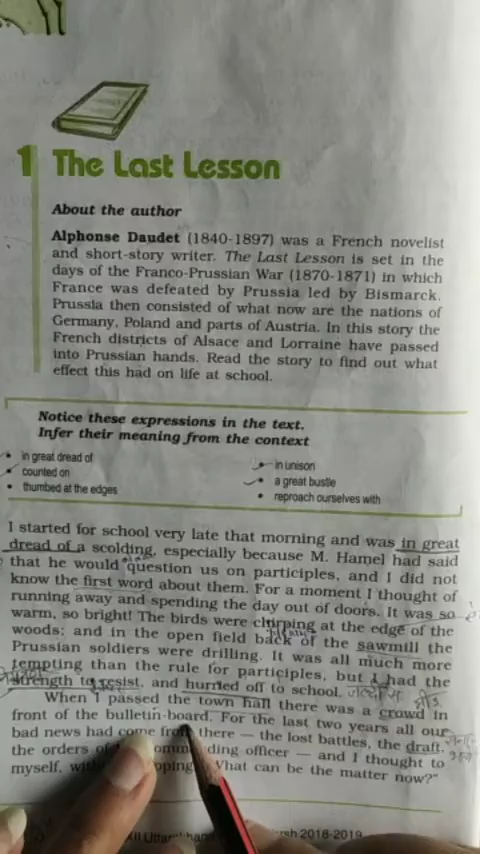 1 The Last Lesson
About the author
Alphonse Daudet (1840-1897) was a French novelist
and short-story writer. The Last Lesson is set in the
days of the Franco-Prussian War (1870-1871) in which
France was defeated by Prussia led by Bismarck.
Prussia then consisted of what now are the nations of
Germany, Poland and parts of Austria. In this story the
French districts of Alsace and Lorraine have passed
into Prussian hands. Read the story to find out what
effect this had on life at school.
Notice these expressions in the text.
Infer their meaning from the context
• in great dread of
• counted on
• thumbed at the edges
• in unison
• a great bustle
• reproach ourselves with
I started for school very late that morning and was in great
dread of a scolding, especially because M. Hamel had said
that he would question us on participles, and I did not
know the first word about them. For a moment I thought of
running away and spending the day out of doors. It was so
warm, so bright! The birds were chirping at the edge of the
woods; and in the open field back of the sawmill the
Prussian soldiers were drilling. It was all much more
tempting than the rule for participles, but I had the
strength to resist, and hurried off to school.
When I passed the town hall there was a crowd in
front of the bulletin-board. For the last two years all our
bad news had come from there — the lost battles, the draft,
the orders of commanding officer — and I thought to
myself, What can be the matter now?"
XII 2018-2019